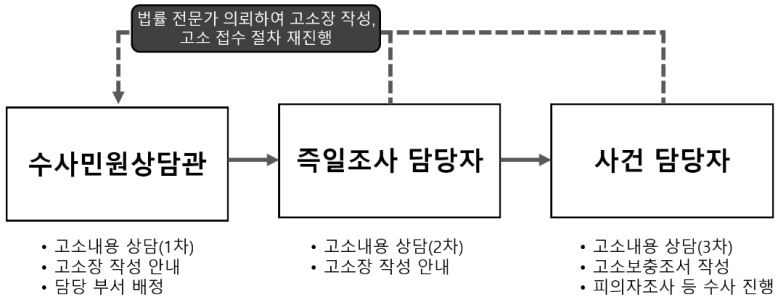 법률 전문가 의뢰하여 고소장 작성,
고소 접수 절차 재진행
수사민원상담관
즉일조사 담당자
사건 담당자
• 고소내용 상담(1차)
• 고소장 작성 안내
• 담당 부서 배정
• 고소내용 상담(2차)
• 고소장 작성 안내
• 고소내용 상담(3차)
• 고소보충조서 작성
• 피의자조사 등 수사 진행